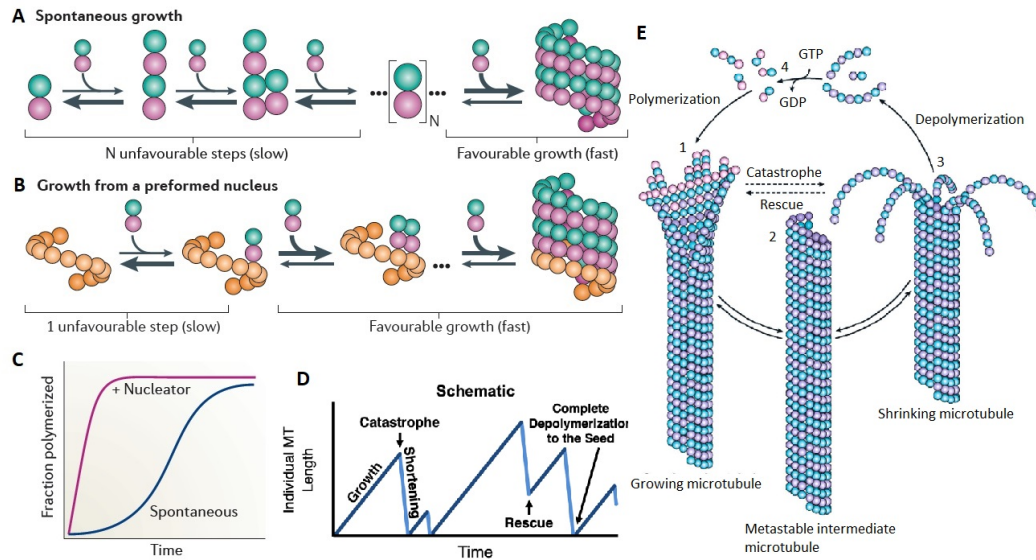 A Spontaneous growth
N
N unfavourable steps (slow)
Favourable growth (fast)
B Growth from a preformed nucleus
1 unfavourable step (slow)
Favourable growth (fast)
C
Fraction polymerized
+ Nucleator
Spontaneous
Time
D
Schematic
Individual MT
Length
Growth
Catastrophe
Shortening
Rescue
Complete
Depolymerization
to the Seed
Time
E
4
GTP
GDP
Polymerization
Depolymerization
1
Catastrophe
Rescue
2
3
Growing microtubule
Metastable intermediate
microtubule
Shrinking microtubule